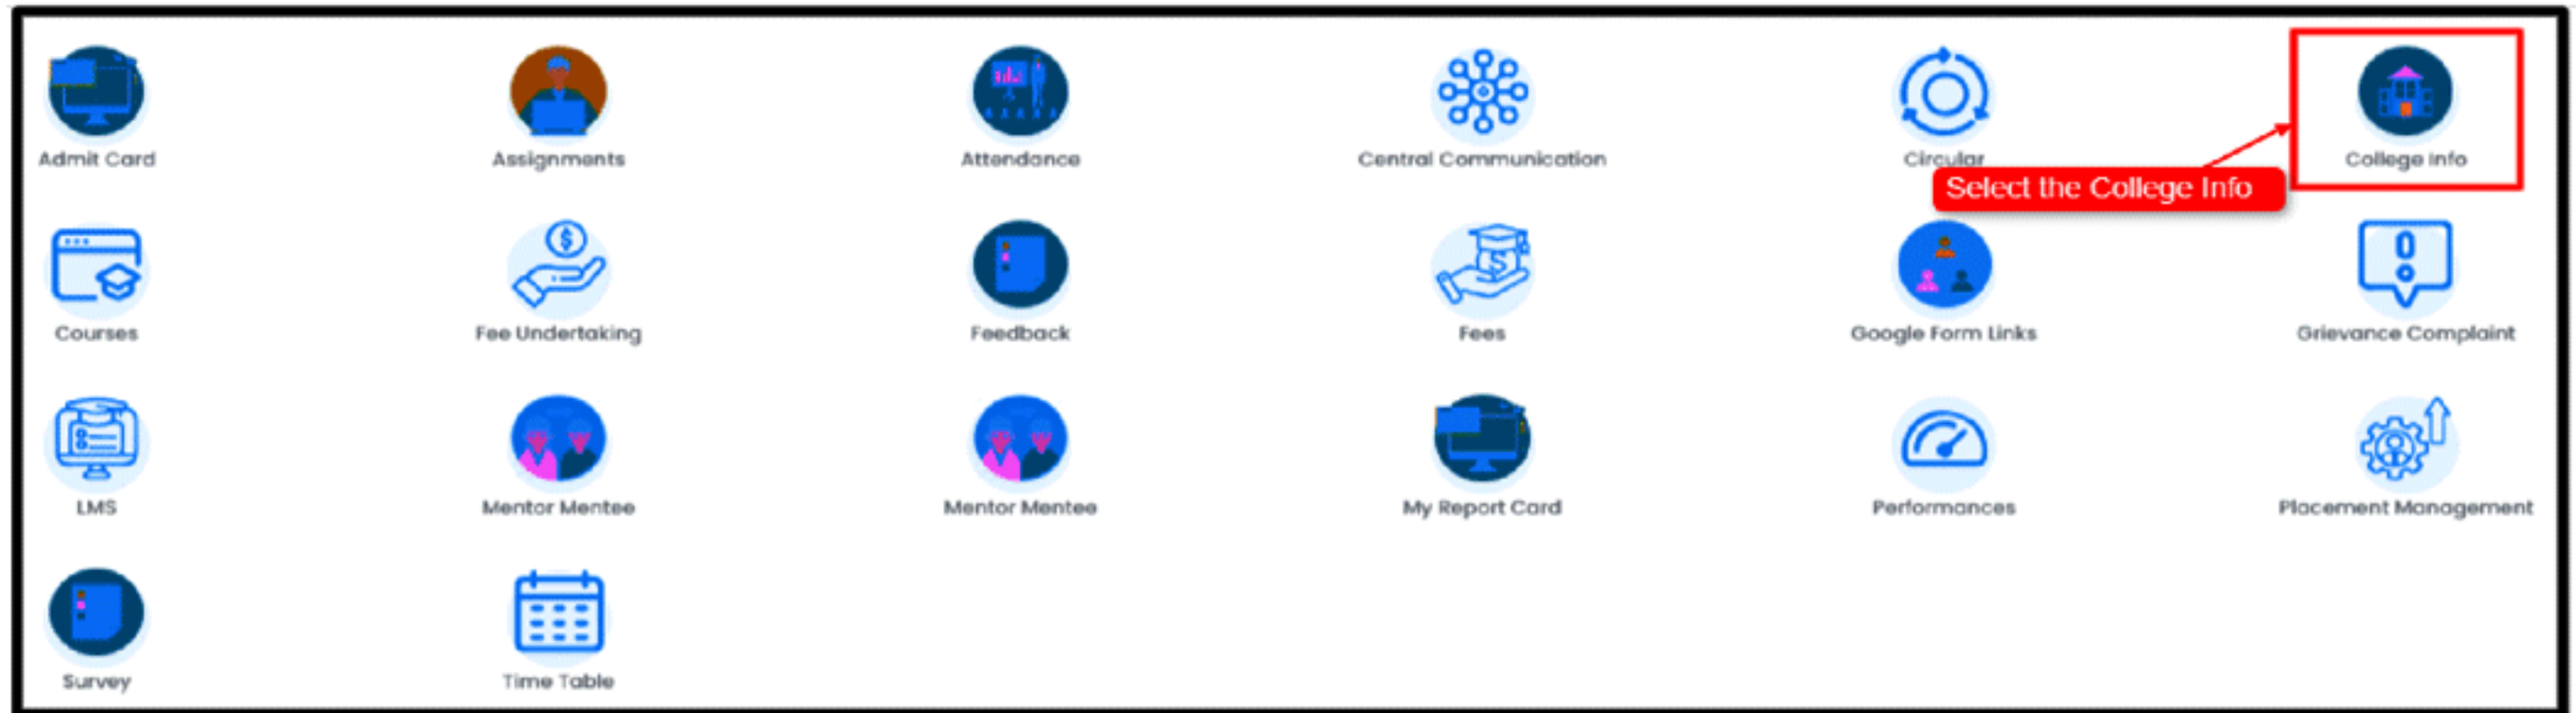 Admit Card
Assignments
Attendance
Central Communication
Circular
College Info
Select the College Info
Courses
Fee Undertaking
Feedback
Fees
Google Form Links
Grievance Complaint
LMS
Mentor Mentee
Mentor Mentee
My Report Card
Performances
Placement Management
Survey
Time Table